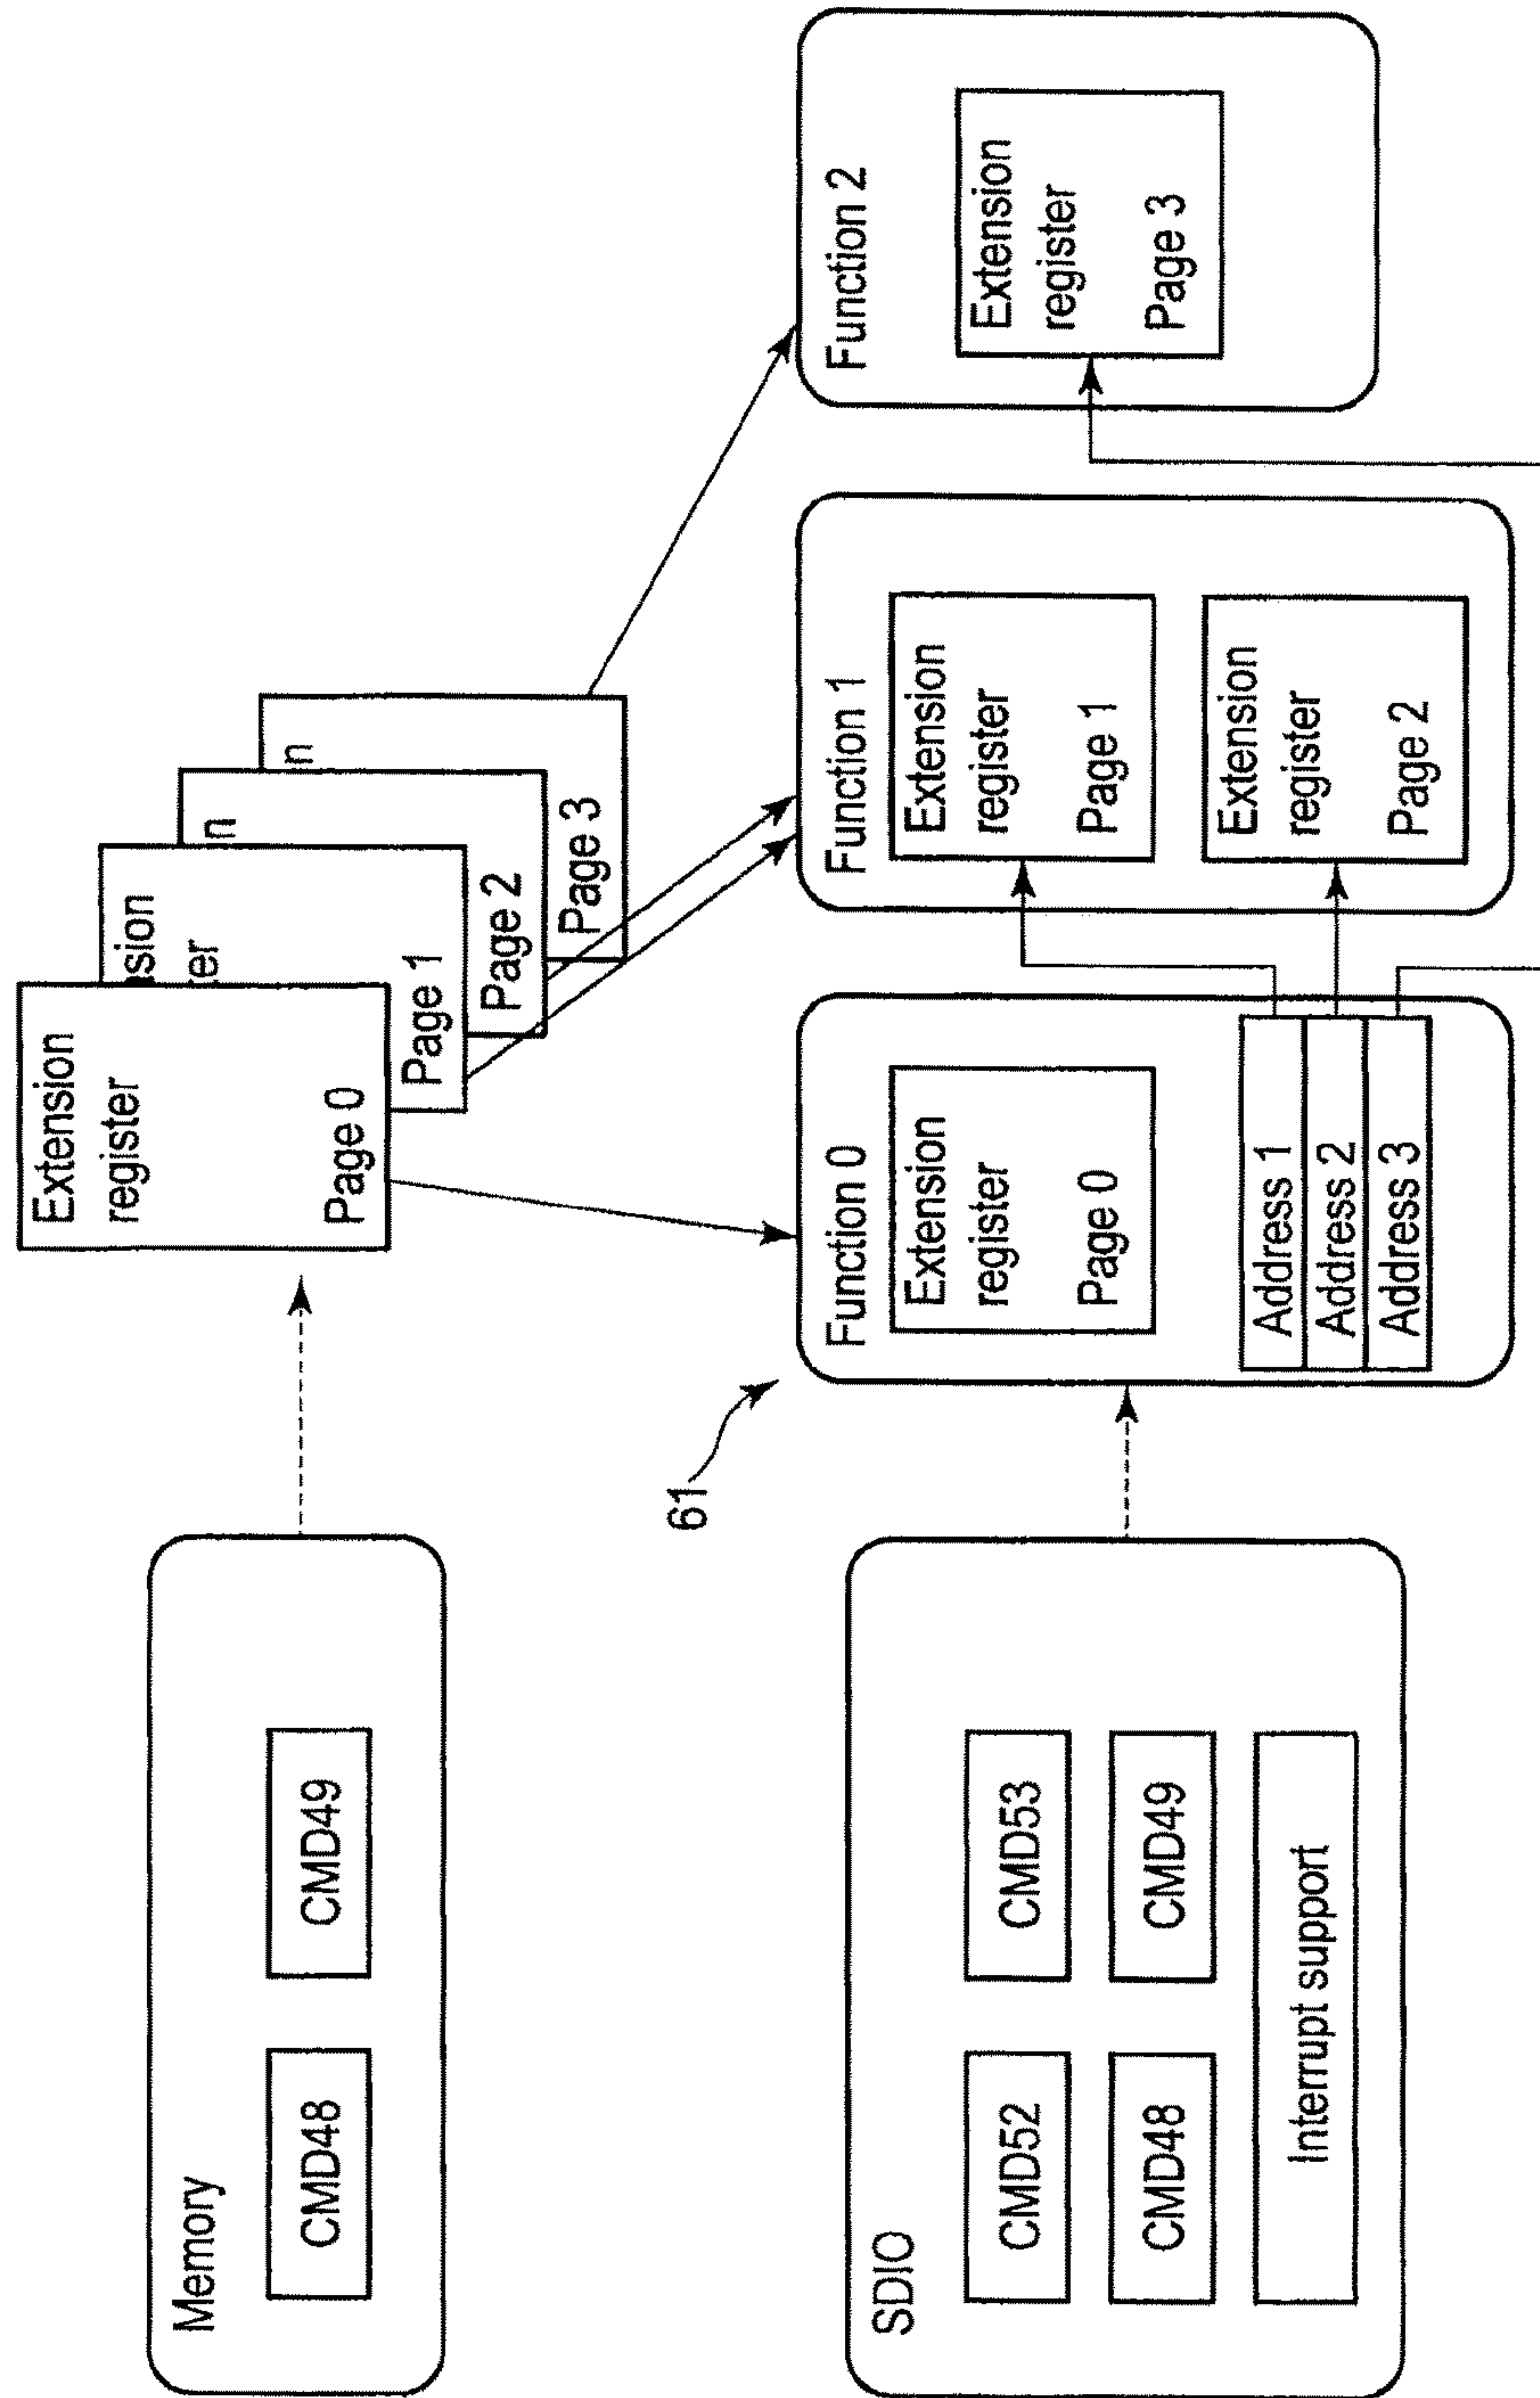 Memory
CMD48
CMD49
Extension
register
Page 0
sion
er
Page 1
n
Page 2
n
Page 3
61
SDIO
CMD52
CMD53
CMD48
CMD49
Interrupt support
Function 0
Extension
register
Page 0
Address 1
Address 2
Address 3
Function 1
Extension
register
Page 1
Extension
register
Page 2
Function 2
Extension
register
Page 3